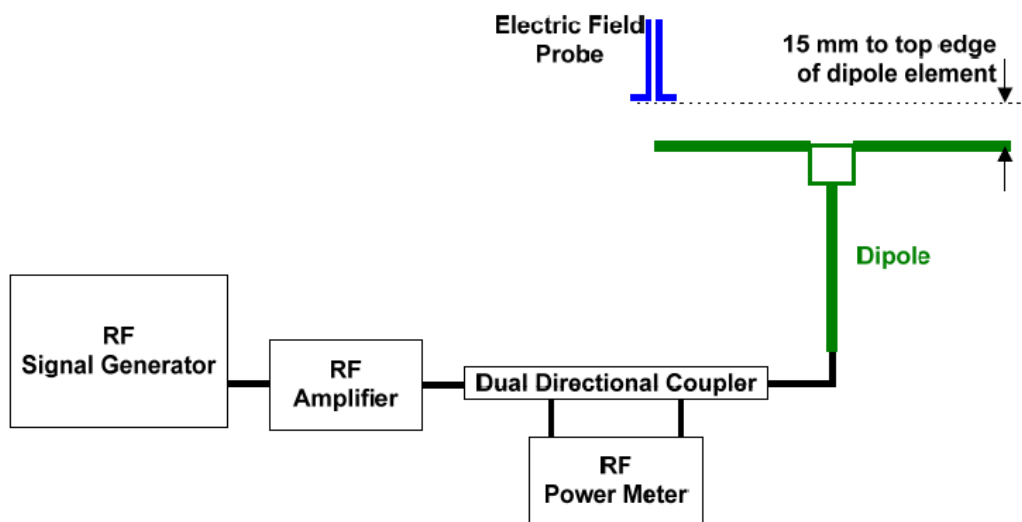 Electric Field
Probe
15 mm to top edge
of dipole element
Dipole
RF
Signal Generator
RF
Amplifier
Dual Directional Coupler
RF
Power Meter